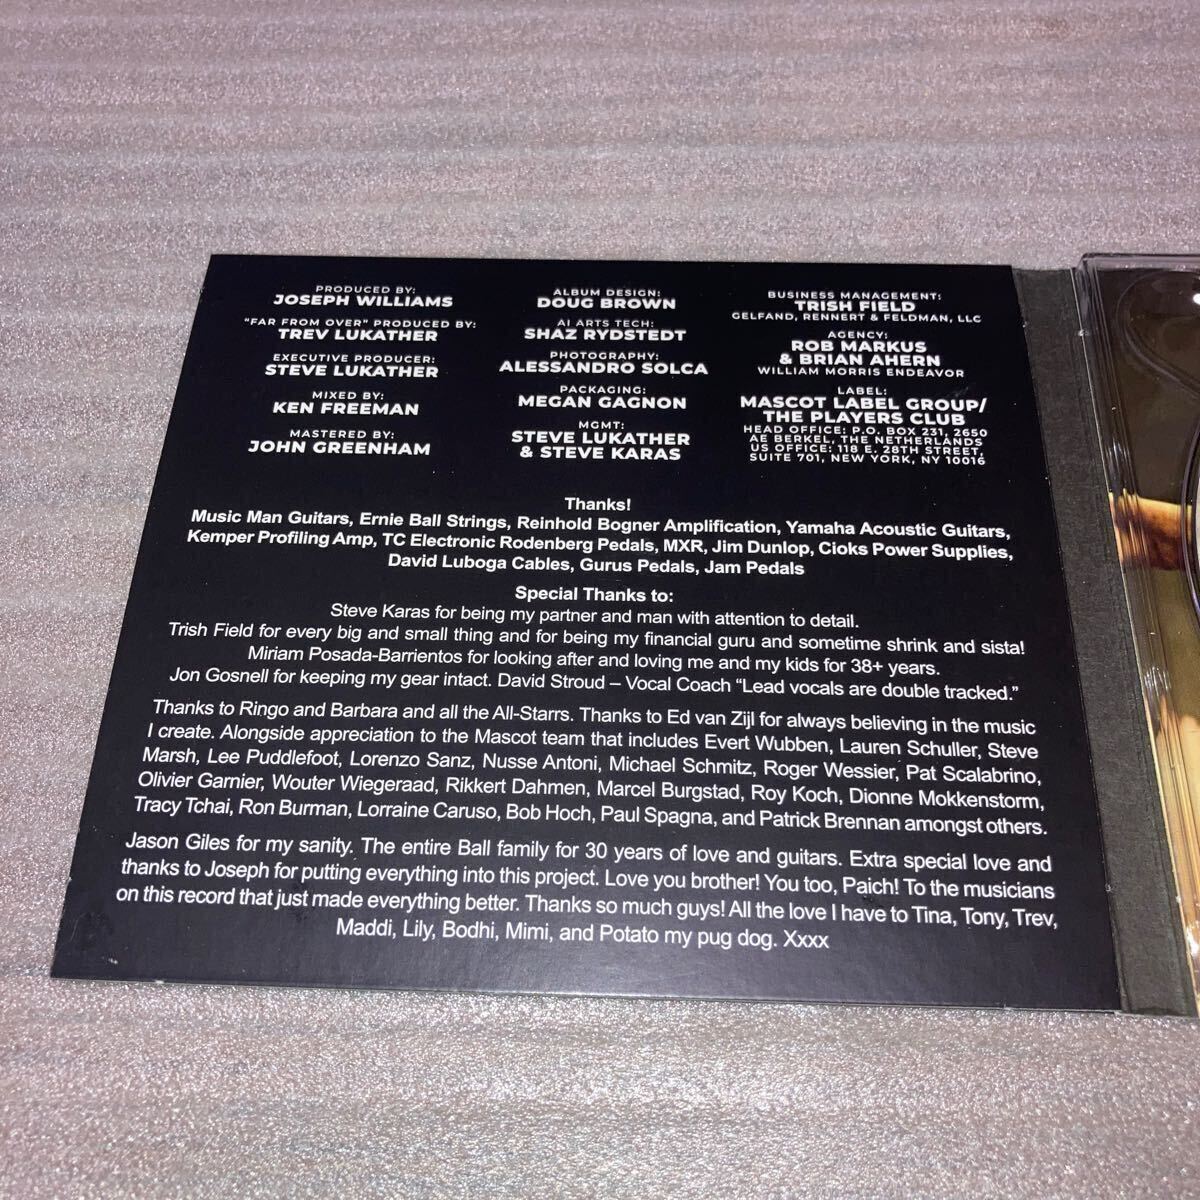 PRODUCED BY:
JOSEPH WILLIAMS
"FAR FROM OVER" PRODUCED BY:
TREV LUKATHER
EXECUTIVE PRODUCER:
STEVE LUKATHER
MIXED BY:
KEN FREEMAN
MASTERED BY:
JOHN GREENHAM
ALBUM DESIGN:
DOUG BROWN
AI ARTS TECH:
SHAZ RYDSTEDT
PHOTOGRAPHY:
ALESSANDRO SOLCA
PACKAGING:
MEGAN GAGNON
MGMT:
STEVE LUKATHER
& STEVE KARAS
BUSINESS MANAGEMENT:
TRISH FIELD
GELFAND, RENNERT & FELDMAN, LLC
AGENCY:
ROB MARKUS
& BRIAN AHERN
WILLIAM MORRIS ENDEAVOR
LABEL:
MASCOT LABEL GROUP/
THE PLAYERS CLUB
HEAD OFFICE: P.O. BOX 231, 2650
AE BERKEL, THE NETHERLANDS
US OFFICE: 118 E. 28TH STREET,
SUITE 701, NEW YORK, NY 10016
Thanks!
Music Man Guitars, Ernie Ball Strings, Reinhold Bogner Amplification, Yamaha Acoustic Guitars,
Kemper Profiling Amp, TC Electronic Rodenberg Pedals, MXR, Jim Dunlop, Cioks Power Supplies,
David Luboga Cables, Gurus Pedals, Jam Pedals
Special Thanks to:
Steve Karas for being my partner and man with attention to detail.
Trish Field for every big and small thing and for being my financial guru and sometime shrink and sista!
Miriam Posada-Barrientos for looking after and loving me and my kids for 38+ years.
Jon Gosnell for keeping my gear intact. David Stroud – Vocal Coach “Lead vocals are double tracked.”
Thanks to Ringo and Barbara and all the All-Starrs. Thanks to Ed van Zijl for always believing in the music
I create. Alongside appreciation to the Mascot team that includes Evert Wubben, Lauren Schuller, Steve
Marsh, Lee Puddlefoot, Lorenzo Sanz, Nusse Antoni, Michael Schmitz, Roger Wessier, Pat Scalabrino,
Olivier Garnier, Wouter Wiegeraad, Rikkert Dahmen, Marcel Burgstad, Roy Koch, Dionne Mokkenstorm,
Tracy Tchai, Ron Burman, Lorraine Caruso, Bob Hoch, Paul Spagna, and Patrick Brennan amongst others.
Jason Giles for my sanity. The entire Ball family for 30 years of love and guitars. Extra special love and
thanks to Joseph for putting everything into this project. Love you brother! You too, Paich! To the musicians
on this record that just made everything better. Thanks so much guys! All the love I have to Tina, Tony, Trev,
Maddi, Lily, Bodhi, Mimi, and Potato my pug dog. Xxxx